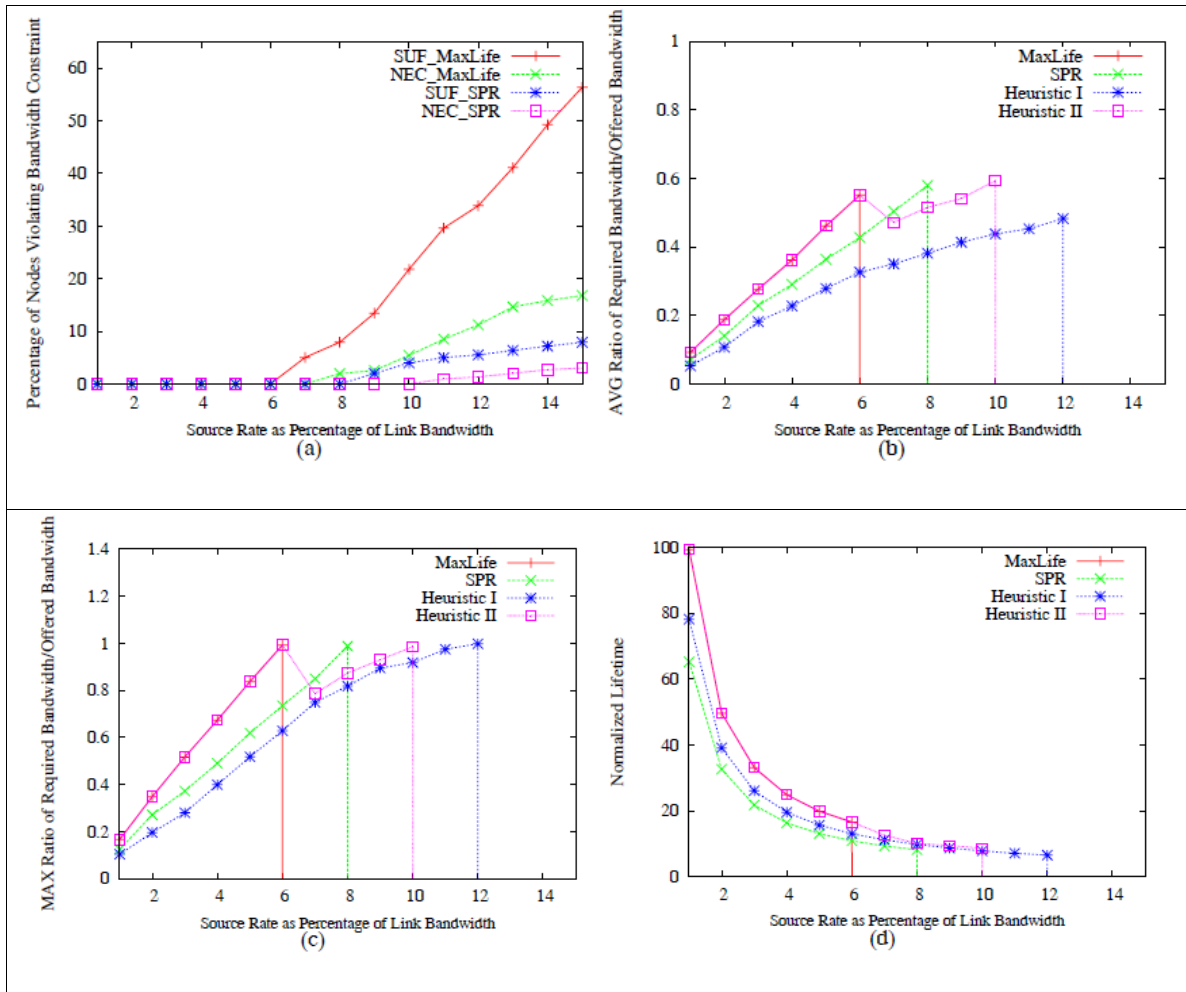 Percentage of Nodes Violating Bandwidth Constraint
60
50
40
30
20
10
0
SUF_MaxLife
NEC_MaxLife
SUF_SPR
NEC_SPR
2 4 6 8 10 12 14
Source Rate as Percentage of Link Bandwidth
(a)
AVG Ratio of Required Bandwidth/Offered Bandwidth
1
0.8
0.6
0.4
0.2
0
MaxLife
SPR
Heuristic I
Heuristic II
2 4 6 8 10 12 14
Source Rate as Percentage of Link Bandwidth
(b)
MAX Ratio of Required Bandwidth/Offered Bandwidth
1.4
1.2
1
0.8
0.6
0.4
0.2
0
MaxLife
SPR
Heuristic I
Heuristic II
2 4 6 8 10 12 14
Source Rate as Percentage of Link Bandwidth
(c)
Normalized Lifetime
100
80
60
40
20
0
MaxLife
SPR
Heuristic I
Heuristic II
2 4 6 8 10 12 14
Source Rate as Percentage of Link Bandwidth
(d)